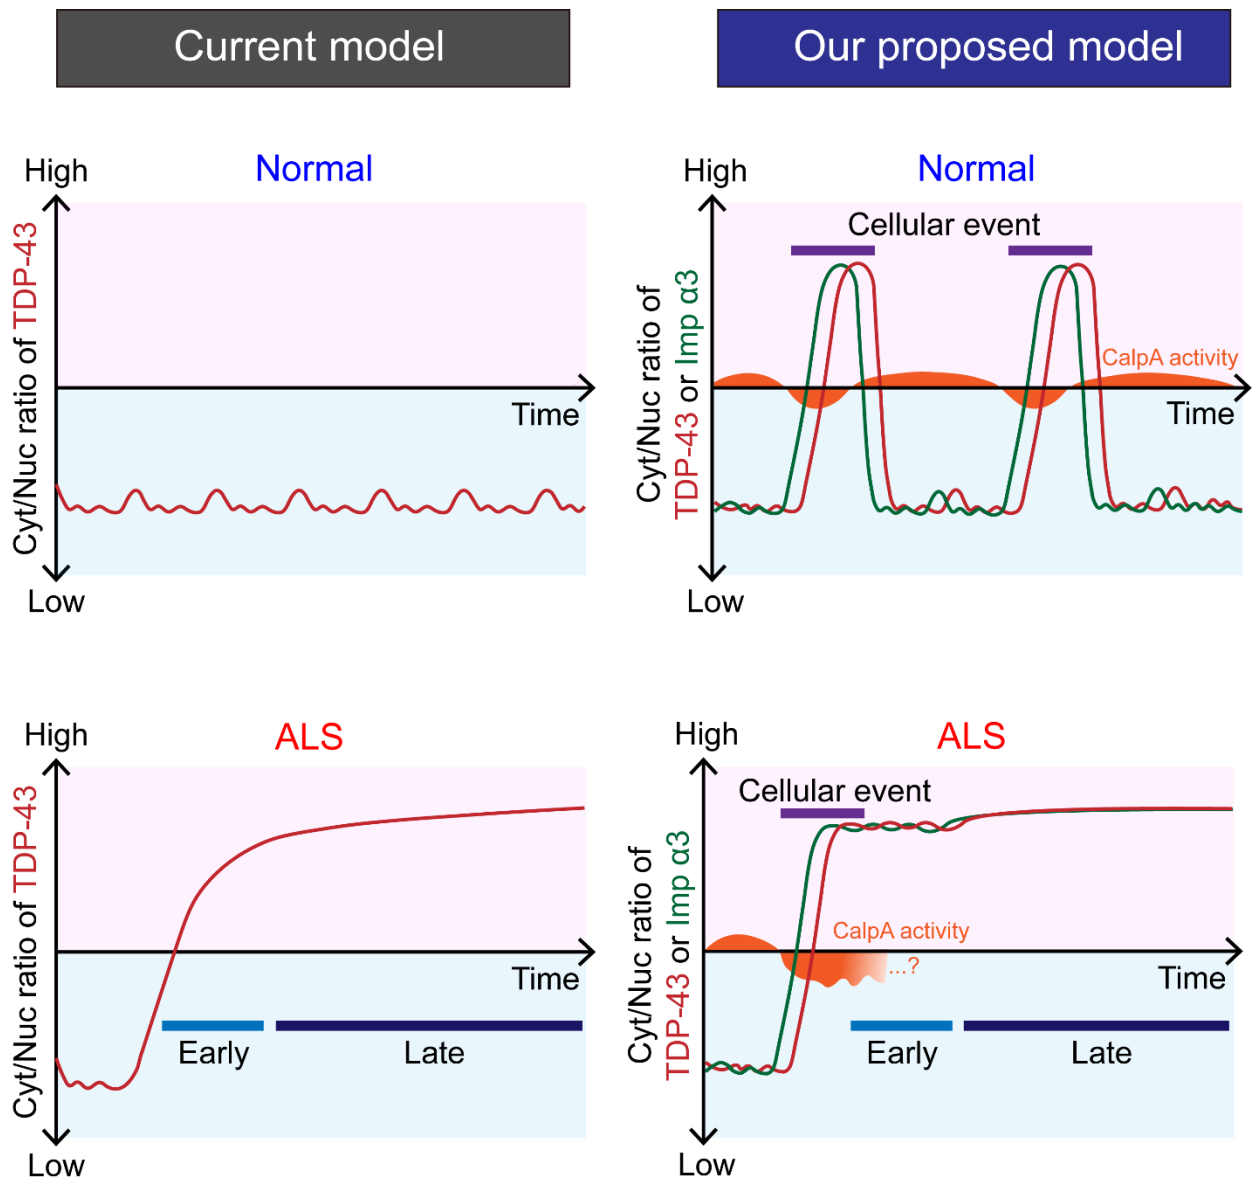 Current model
Our proposed model
High
Normal
Cyt/Nuc ratio of TDP-43
Time
Low
High
Normal
Cellular event
Cyt/Nuc ratio of
TDP-43 or Imp α3
CalpA activity
Time
Low
High
ALS
Cyt/Nuc ratio of TDP-43
Time
Early
Late
Low
High
ALS
Cellular event
Cyt/Nuc ratio of
TDP-43 or Imp α3
CalpA activity
...?
Time
Early
Late
Low